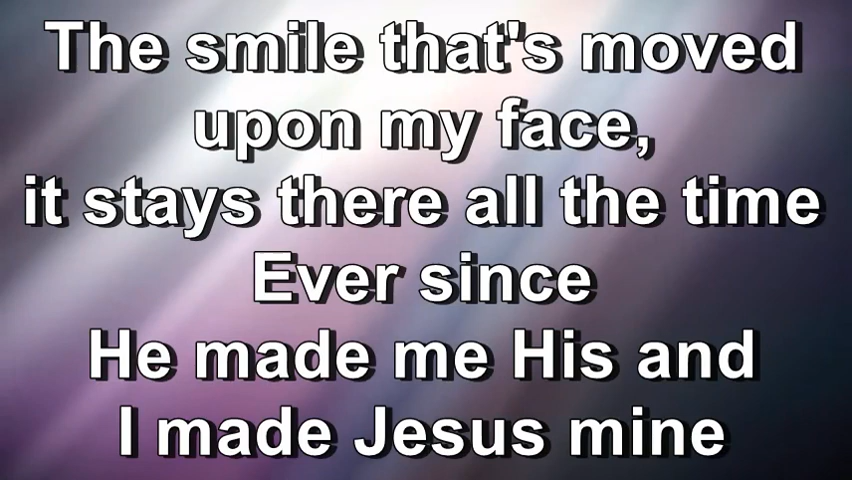 The smile that's moved
upon my face,
it stays there all the time
Ever since
He made me His and
I made Jesus mine